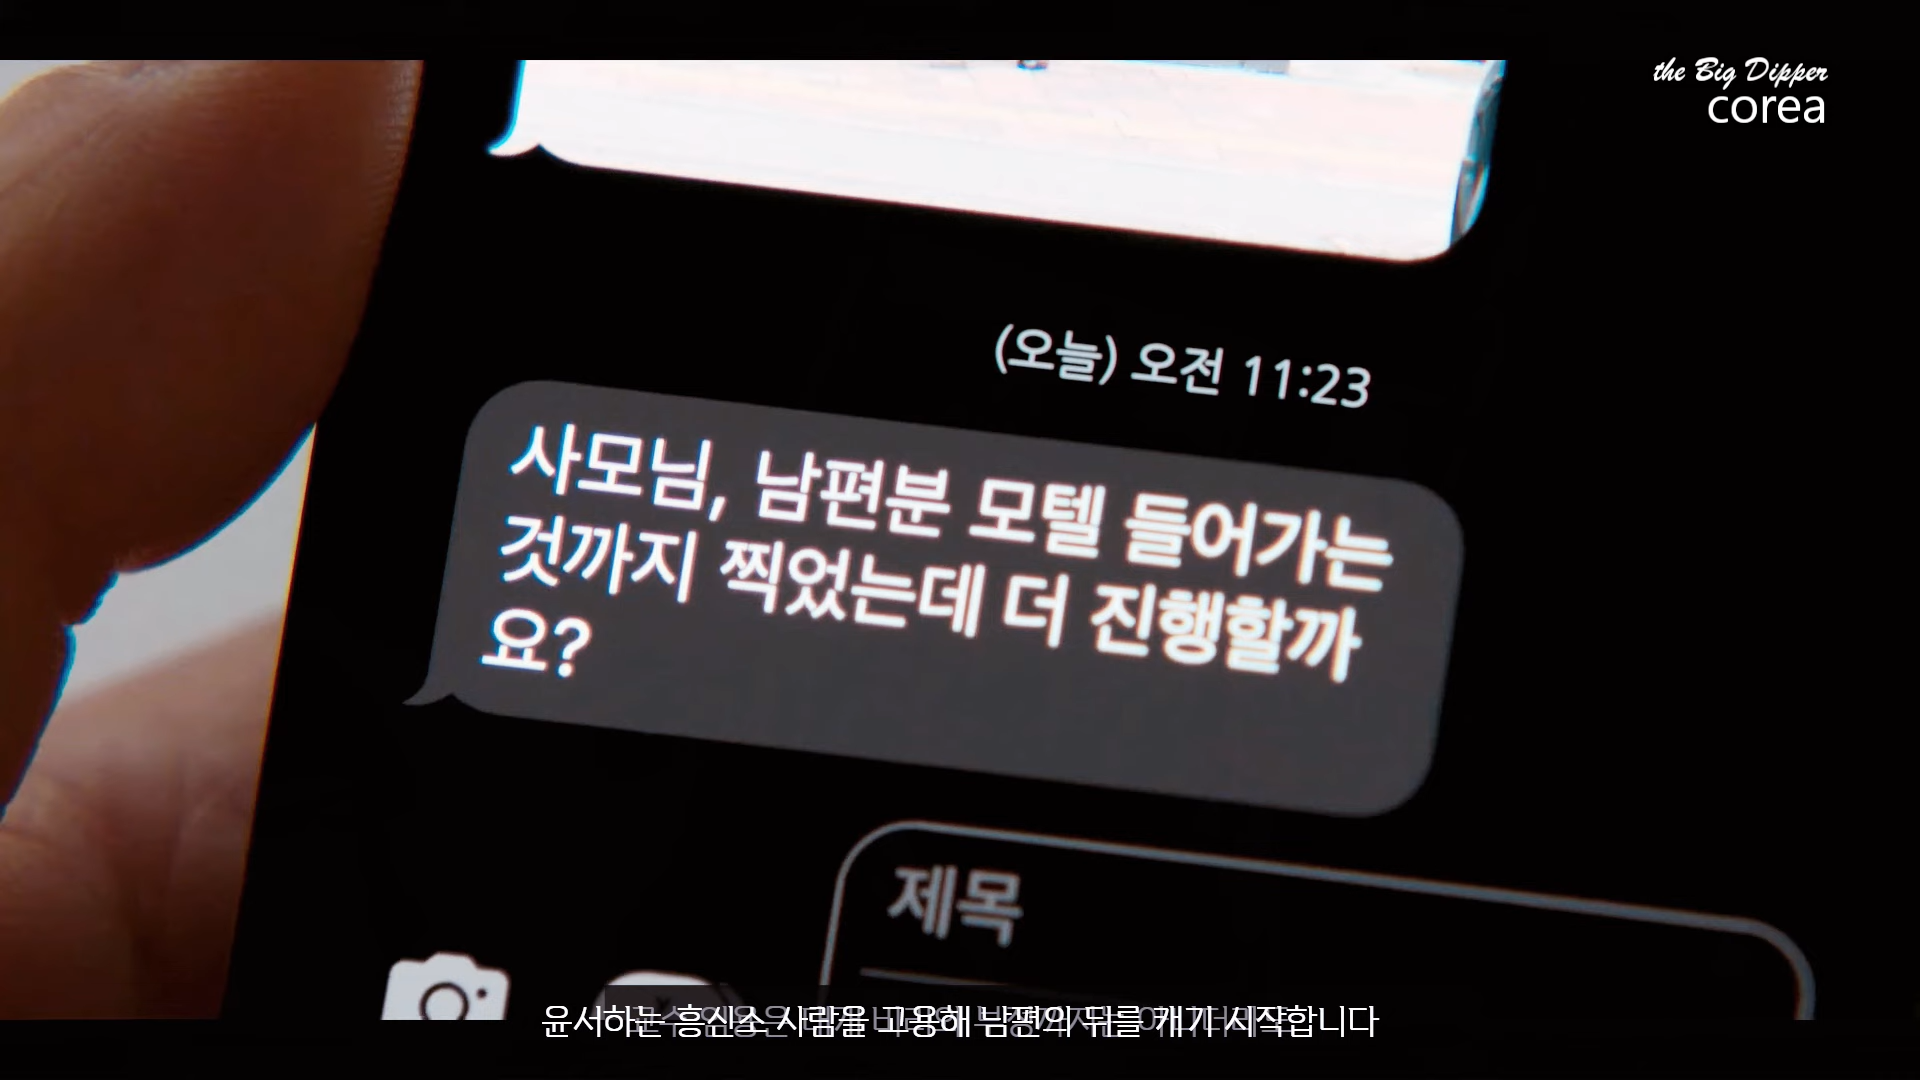 the Big Dipper
corea
(오늘) 오전 11:23
사모님, 남편분 모텔 들어가는
것까지 찍었는데 더 진행할까
요?
제목
윤서하는 흥신소 사람을 고용해 남편의 뒤를 캐기 시작합니다